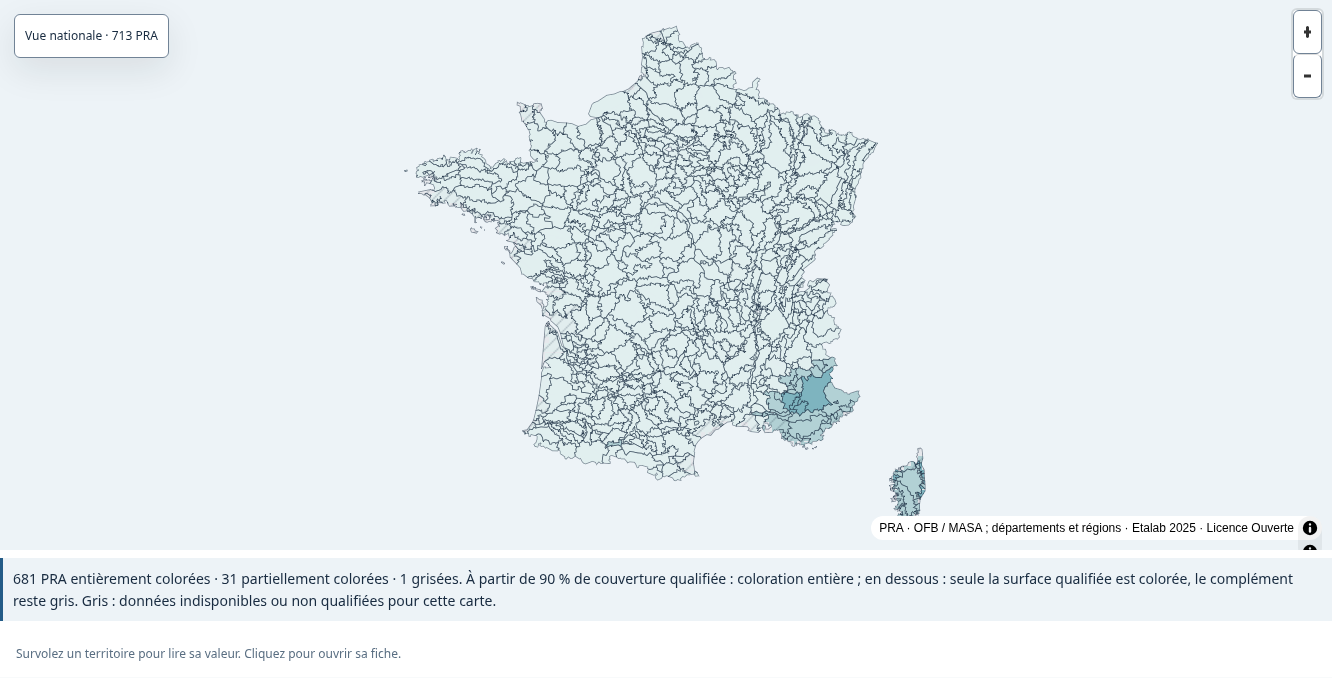 Vue nationale · 713 PRA
+
-
PRA · OFB / MASA ; départements et régions · Etalab 2025 · Licence Ouverte
681 PRA entièrement colorées · 31 partiellement colorées · 1 grisées. À partir de 90 % de couverture qualifiée : coloration entière ; en dessous : seule la surface qualifiée est colorée, le complément
reste gris. Gris : données indisponibles ou non qualifiées pour cette carte.
Survolez un territoire pour lire sa valeur. Cliquez pour ouvrir sa fiche.